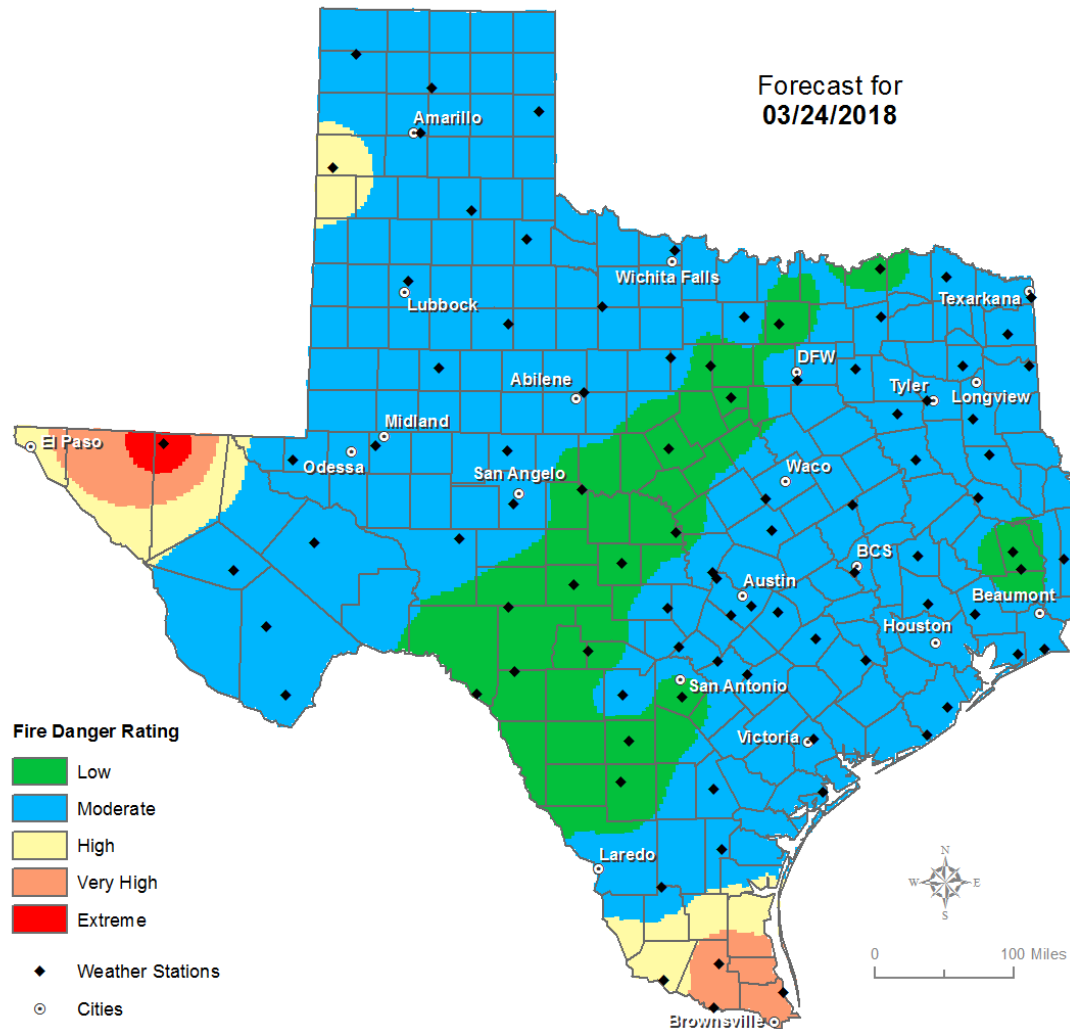 Forecast for
03/24/2018
Amarillo
Wichita Falls
Lubbock
Texarkana
DFW
Abilene
Tyler
Longview
El Paso
Midland
Odessa
San Angelo
Waco
BCS
Austin
Beaumont
Houston
San Antonio
Victoria
Laredo
Brownsville
Fire Danger Rating
Low
Moderate
High
Very High
Extreme
Weather Stations
Cities
N
W E
S
0 100 Miles